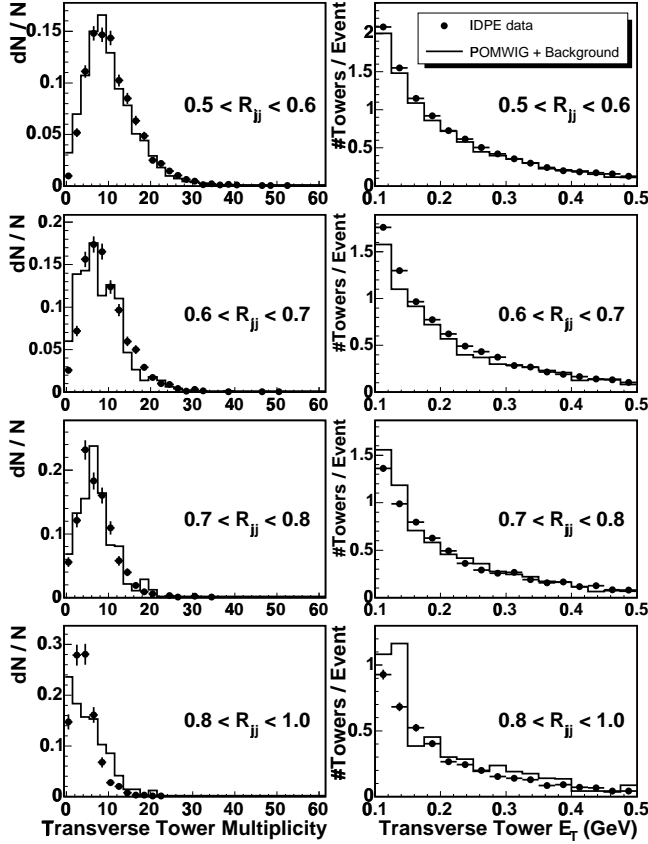 dN / N
0.15
0.1
0.05
0
0 10 20 30 40 50 60
0.5 < R_jj < 0.6
#Towers / Event
2
1
0
0.1 0.2 0.3 0.4 0.5
IDPE data
POMWIG + Background
0.5 < R_jj < 0.6
dN / N
0.2
0.15
0.1
0.05
0
0 10 20 30 40 50 60
0.6 < R_jj < 0.7
#Towers / Event
1.5
1
0.5
0.1 0.2 0.3 0.4 0.5
0.6 < R_jj < 0.7
dN / N
0.2
0.1
0
0 10 20 30 40 50 60
0.7 < R_jj < 0.8
#Towers / Event
1.5
1
0.5
0
0.1 0.2 0.3 0.4 0.5
0.7 < R_jj < 0.8
dN / N
0.3
0.2
0.1
0
0 10 20 30 40 50 60
0.8 < R_jj < 1.0
Transverse Tower Multiplicity
#Towers / Event
1
0.5
0
0.1 0.2 0.3 0.4 0.5
0.8 < R_jj < 1.0
Transverse Tower E_T (GeV)